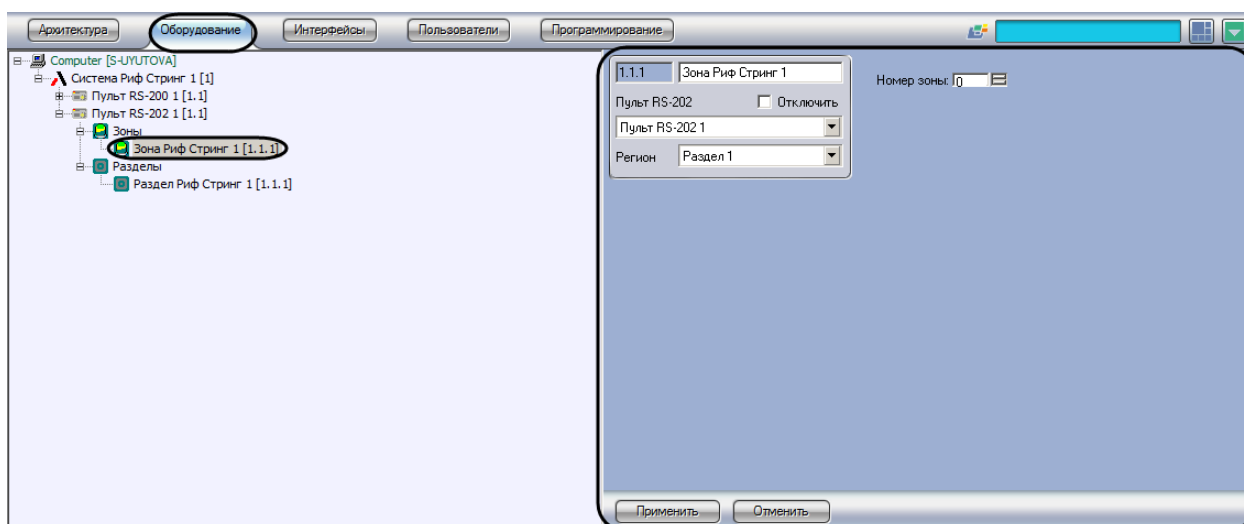 Архитектура Оборудование Интерфейсы Пользователи Программирование
Computer [S-UYUTOVA]
Система Риф Стринг 1 [1]
Пульт RS-200 1 [1.1]
Пульт RS-202 1 [1.1]
Зоны
Зона Риф Стринг 1 [1.1.1]
Разделы
Раздел Риф Стринг 1 [1.1.1]
1.1.1 Зона Риф Стринг 1
Номер зоны: 0
Пульт RS-202 Отключить
Пульт RS-202 1
Регион Раздел 1
Применить Отменить